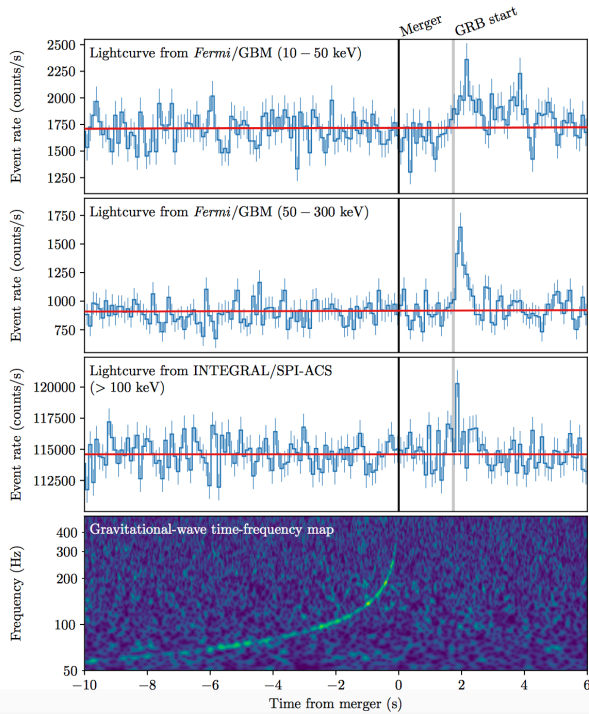 Merger
GRB start
Lightcurve from Fermi/GBM (10 − 50 keV)
Event rate (counts/s)
2500
2250
2000
1750
1500
1250
Lightcurve from Fermi/GBM (50 − 300 keV)
Event rate (counts/s)
1750
1500
1250
1000
750
Lightcurve from INTEGRAL/SPI-ACS
(> 100 keV)
Event rate (counts/s)
120000
117500
115000
112500
Gravitational-wave time-frequency map
Frequency (Hz)
400
300
200
100
50
−10
−8
−6
−4
−2
0
2
4
6
Time from merger (s)